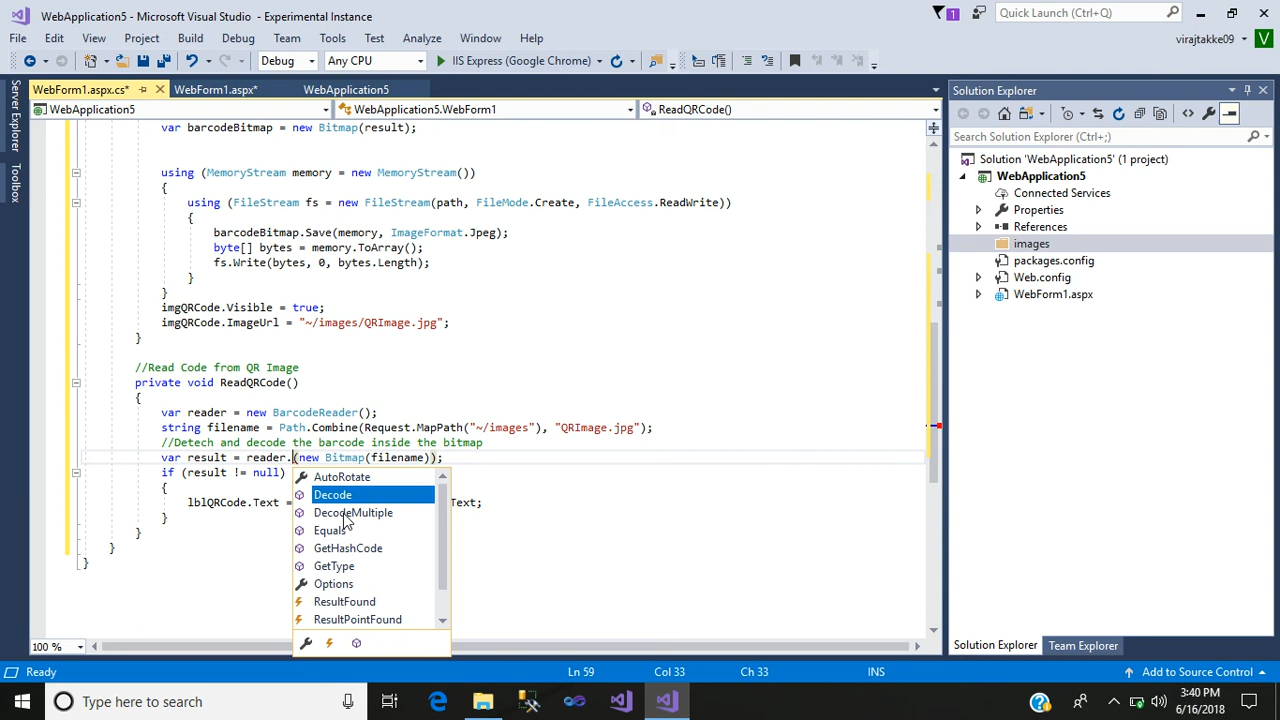 WebApplication5 - Microsoft Visual Studio - Experimental Instance
1
Quick Launch (Ctrl+Q)
File Edit View Project Build Debug Team Tools Test Analyze Window Help
virajtakke09 V
Debug Any CPU IIS Express (Google Chrome)
Server Explorer
Toolbox
WebForm1.aspx.cs* WebForm1.aspx* WebApplication5
WebApplication5 WebApplication5.WebForm1 ReadQRCode()
var barcodeBitmap = new Bitmap(result);
using (MemoryStream memory = new MemoryStream())
{
using (FileStream fs = new FileStream(path, FileMode.Create, FileAccess.ReadWrite))
{
barcodeBitmap.Save(memory, ImageFormat.Jpeg);
byte[] bytes = memory.ToArray();
fs.Write(bytes, 0, bytes.Length);
}
}
imgQRCode.Visible = true;
imgQRCode.ImageUrl = "~/images/QRImage.jpg";
}
//Read Code from QR Image
private void ReadQRCode()
{
var reader = new BarcodeReader();
string filename = Path.Combine(Request.MapPath("~/images"), "QRImage.jpg");
//Detech and decode the barcode inside the bitmap
var result = reader.(new Bitmap(filename));
if (result != null)
{
lblQRCode.Text = Text;
}
}
}
}
AutoRotate
Decode
DecodeMultiple
Equals
GetHashCode
GetType
Options
ResultFound
ResultPointFound
100 %
Solution Explorer
Search Solution Explorer (Ctrl+;)
Solution 'WebApplication5' (1 project)
WebApplication5
Connected Services
Properties
References
images
packages.config
Web.config
WebForm1.aspx
Solution Explorer Team Explorer
Ready Ln 59 Col 33 Ch 33 INS Add to Source Control
Type here to search
3:40 PM
6/16/2018